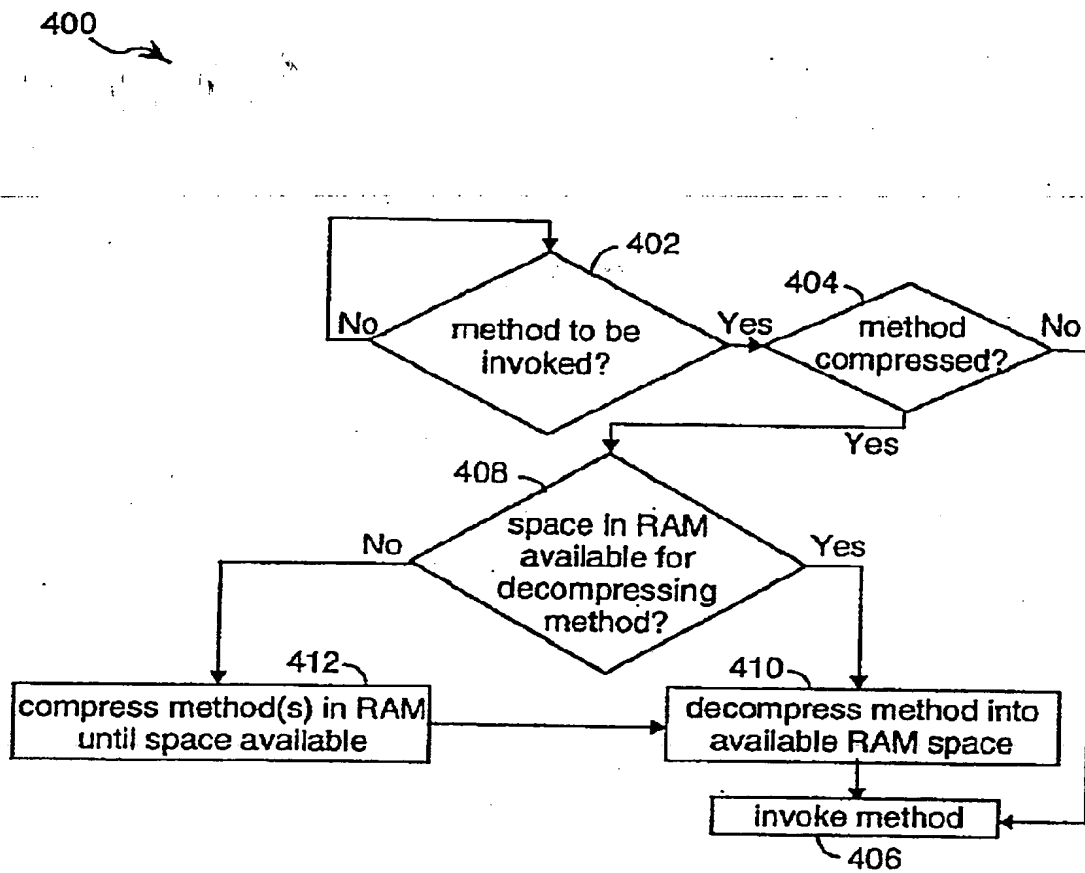 400
402
404
No
method to be
invoked?
Yes
method
compressed?
No
Yes
408
space in RAM
available for
decompressing
method?
No
Yes
412
compress method(s) in RAM
until space available
410
decompress method into
available RAM space
invoke method
406